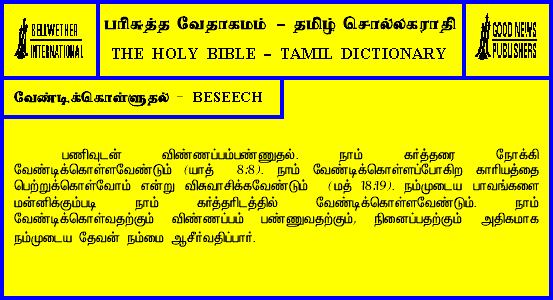 BELLWETHER
INTERNATIONAL
பரிசுத்த வேதாகமம் - தமிழ் சொல்லகராதி
THE HOLY BIBLE - TAMIL DICTIONARY
GOOD NEWS
PUBLISHERS
வேண்டிக்கொள்ளுதல் - BESEECH
பணிவுடன் விண்ணப்பம்பண்ணுதல். நாம் கர்த்தரை நோக்கி
வேண்டிக்கொள்ளவேண்டும் (யாத் 8:8). நாம் வேண்டிக்கொள்ளப்போகிற காரியத்தை
பெற்றுக்கொள்வோம் என்று விசுவாசிக்கவேண்டும் (மத் 18:19). நம்முடைய பாவங்களை
மன்னிக்கும்படி நாம் கர்த்தரிடத்தில் வேண்டிக்கொள்ளவேண்டும். நாம்
வேண்டிக்கொள்வதற்கும் விண்ணப்பம் பண்ணுவதற்கும், நினைப்பதற்கும் அதிகமாக
நம்முடைய தேவன் நம்மை ஆசீர்வதிப்பார்.